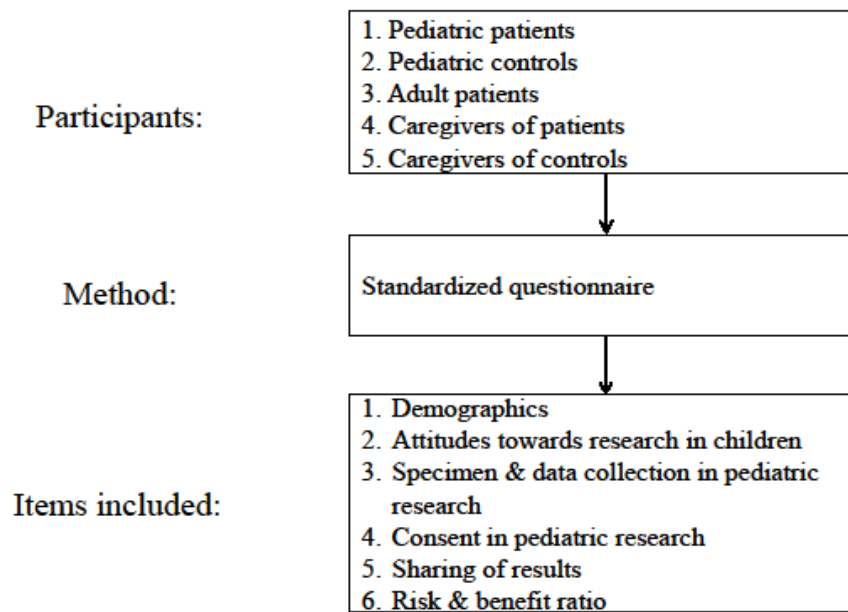 Participants:
1. Pediatric patients
2. Pediatric controls
3. Adult patients
4. Caregivers of patients
5. Caregivers of controls
Method:
Standardized questionnaire
Items included:
1. Demographics
2. Attitudes towards research in children
3. Specimen & data collection in pediatric
research
4. Consent in pediatric research
5. Sharing of results
6. Risk & benefit ratio